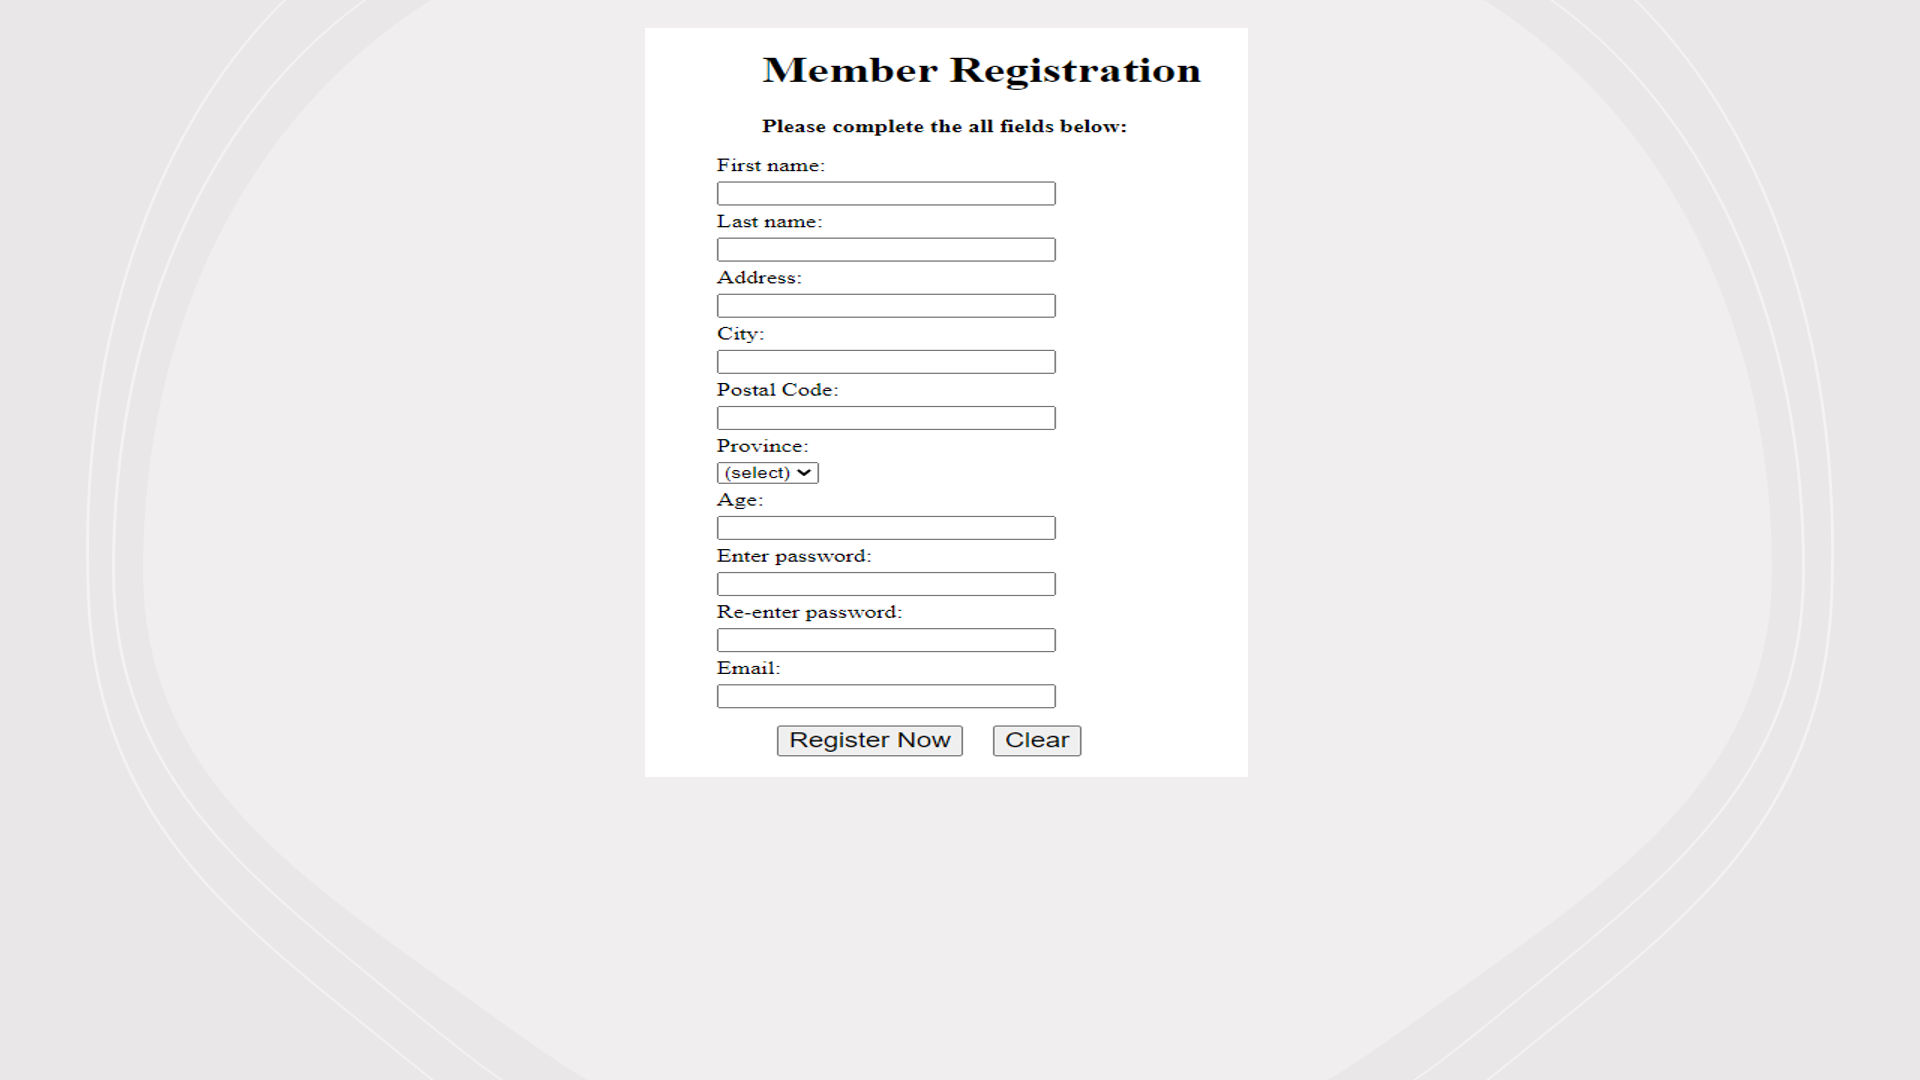 Member Registration
Please complete the all fields below:
First name:
Last name:
Address:
City:
Postal Code:
Province:
(select)
Age:
Enter password:
Re-enter password:
Email:
Register Now Clear